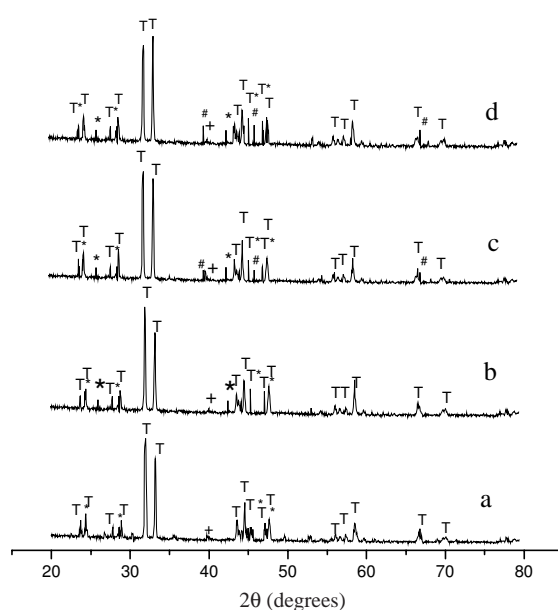 T T
T* T * T* T # + * T T T* T* T # T T T T # T d
T T
T T * * T * T # + * T T T * # T * T T T T # T c
T T
T T * * T T * + * T T T * T * T T T T T b
T T
T T * T T * + T T T * T * T T T T T a
20 30 40 50 60 70 80
2θ (degrees)